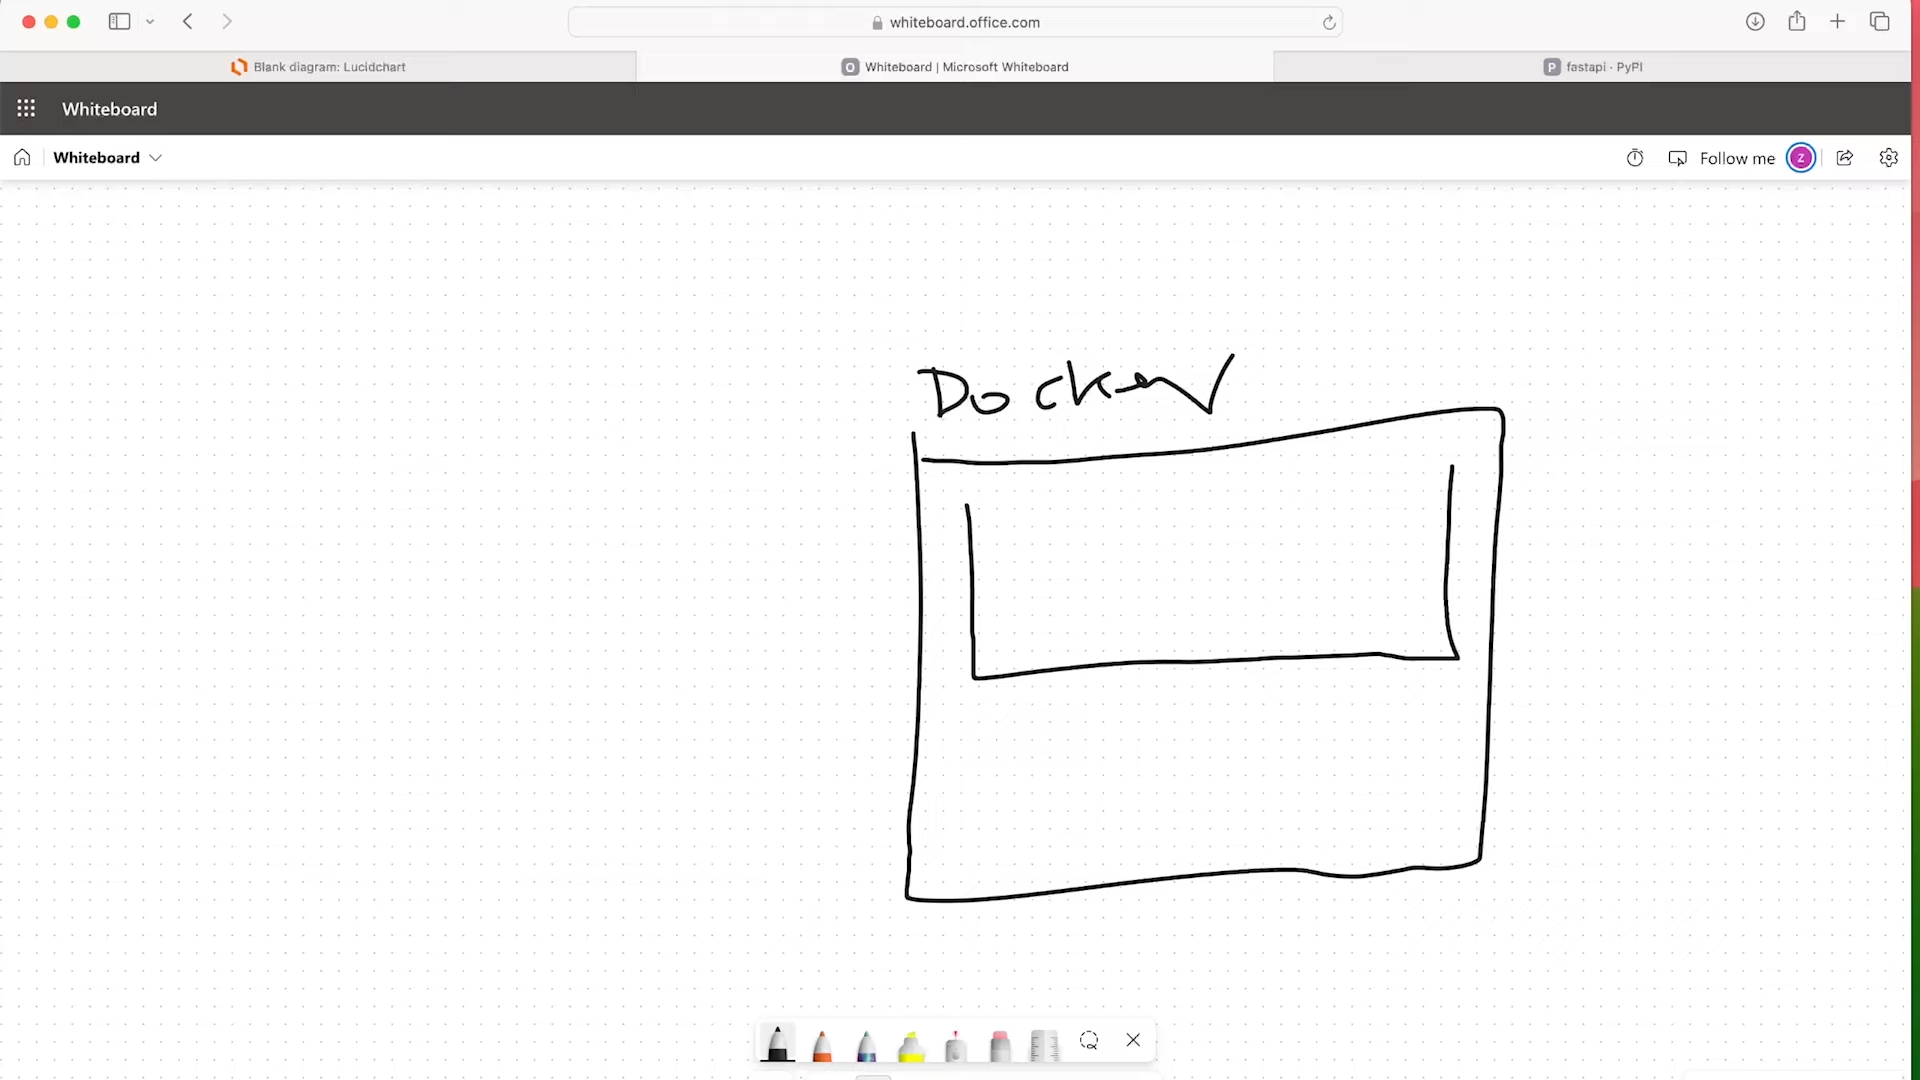 whiteboard.office.com
Blank diagram: Lucidchart
Whiteboard | Microsoft Whiteboard
P fastapi · PyPI
Whiteboard
Whiteboard
Follow me
Z
Docker